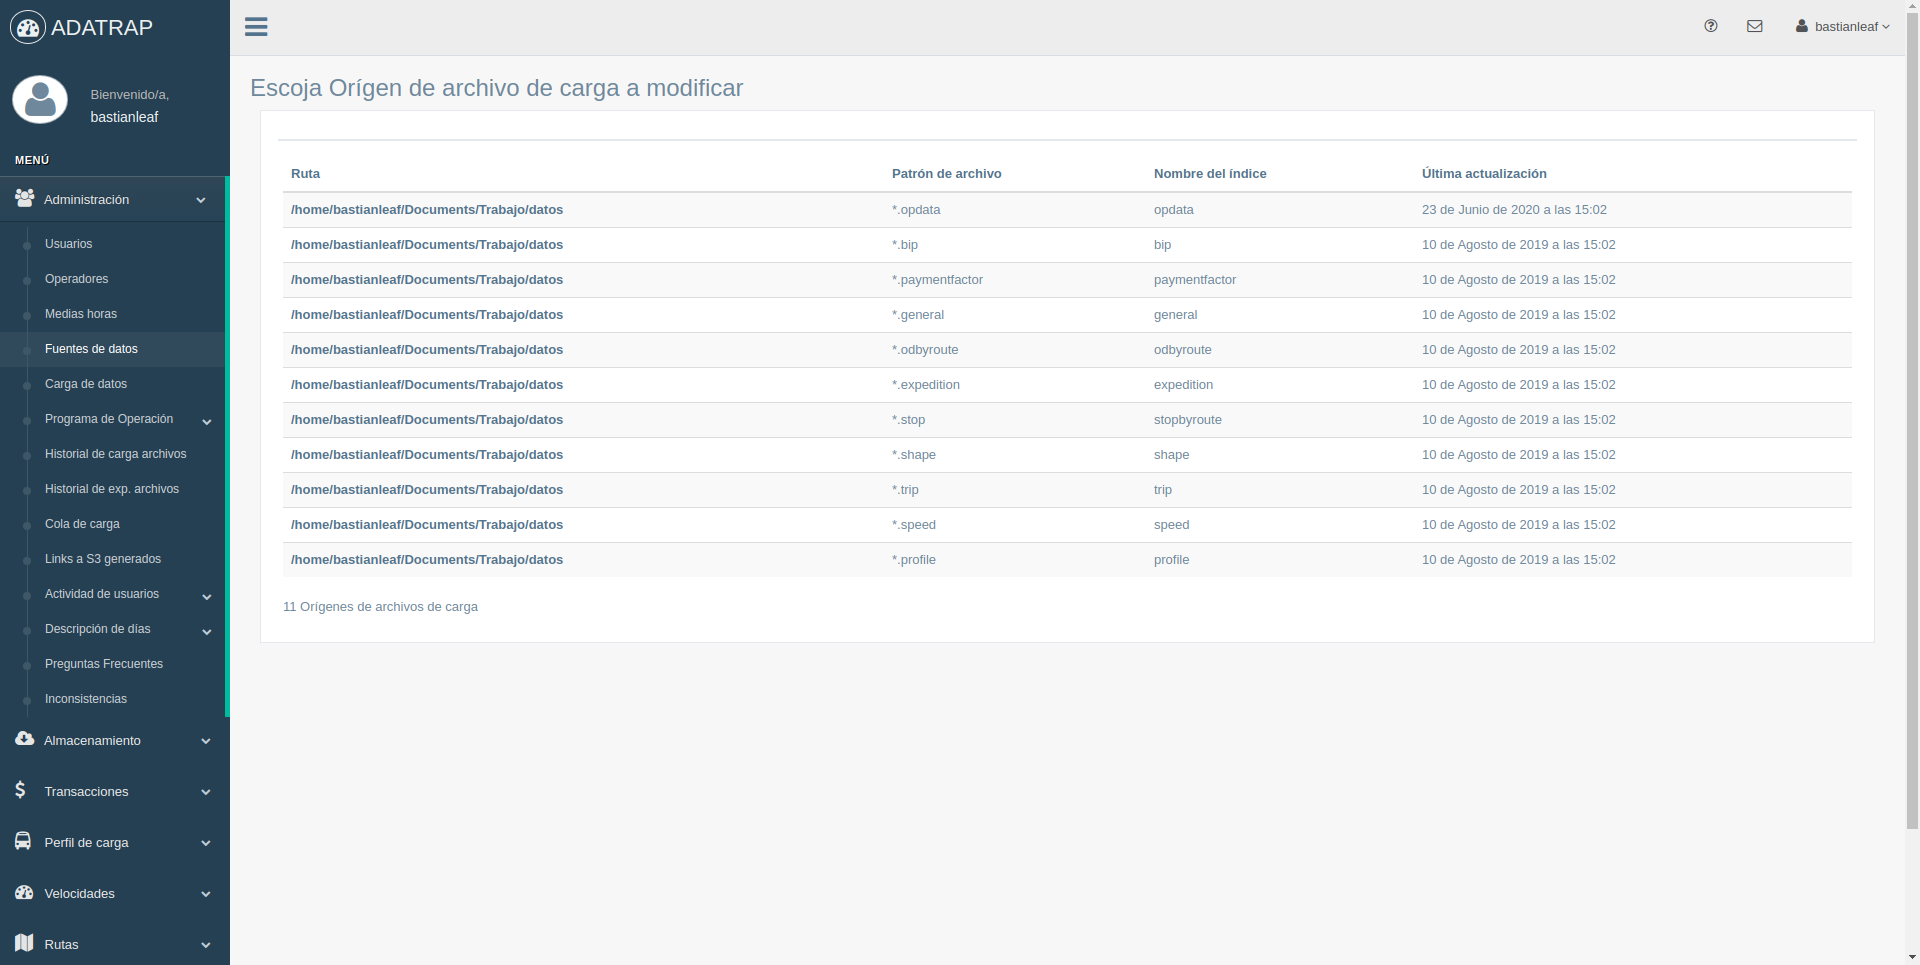 ADATRAP
bastianleaf
Bienvenido/a,
bastianleaf
MENÚ
Administración
Usuarios
Operadores
Medias horas
Fuentes de datos
Carga de datos
Programa de Operación
Historial de carga archivos
Historial de exp. archivos
Cola de carga
Links a S3 generados
Actividad de usuarios
Descripción de días
Preguntas Frecuentes
Inconsistencias
Almacenamiento
Transacciones
Perfil de carga
Velocidades
Rutas
Escoja Orígen de archivo de carga a modificar
Ruta Patrón de archivo Nombre del índice Última actualización
/home/bastianleaf/Documents/Trabajo/datos *.opdata opdata 23 de Junio de 2020 a las 15:02
/home/bastianleaf/Documents/Trabajo/datos *.bip bip 10 de Agosto de 2019 a las 15:02
/home/bastianleaf/Documents/Trabajo/datos *.paymentfactor paymentfactor 10 de Agosto de 2019 a las 15:02
/home/bastianleaf/Documents/Trabajo/datos *.general general 10 de Agosto de 2019 a las 15:02
/home/bastianleaf/Documents/Trabajo/datos *.odbyroute odbyroute 10 de Agosto de 2019 a las 15:02
/home/bastianleaf/Documents/Trabajo/datos *.expedition expedition 10 de Agosto de 2019 a las 15:02
/home/bastianleaf/Documents/Trabajo/datos *.stop stopbyroute 10 de Agosto de 2019 a las 15:02
/home/bastianleaf/Documents/Trabajo/datos *.shape shape 10 de Agosto de 2019 a las 15:02
/home/bastianleaf/Documents/Trabajo/datos *.trip trip 10 de Agosto de 2019 a las 15:02
/home/bastianleaf/Documents/Trabajo/datos *.speed speed 10 de Agosto de 2019 a las 15:02
/home/bastianleaf/Documents/Trabajo/datos *.profile profile 10 de Agosto de 2019 a las 15:02
11 Orígenes de archivos de carga